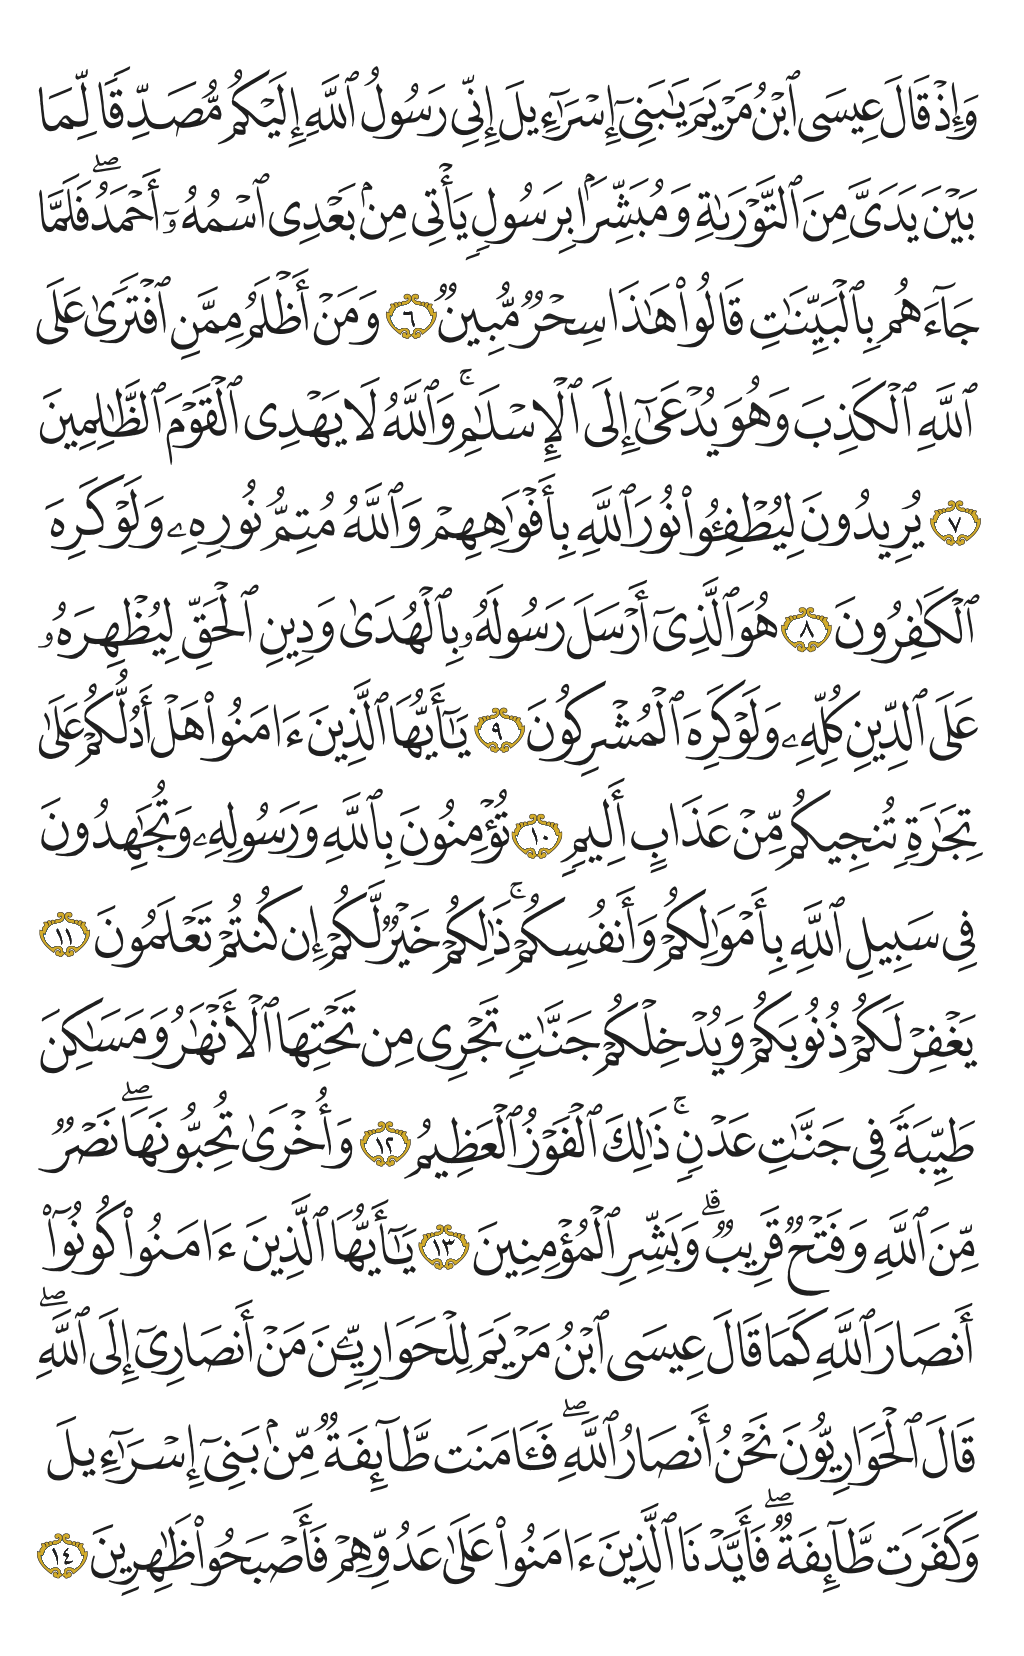 وَإِذْ قَالَ عِيسَى ٱبْنُ مَرْيَمَ يَـٰبَنِىٓ إِسْرَٰٓءِيلَ إِنِّى رَسُولُ ٱللَّهِ إِلَيْكُم مُّصَدِّقًا لِّمَا
بَيْنَ يَدَىَّ مِنَ ٱلتَّوْرَىٰةِ وَمُبَشِّرًۢا بِرَسُولٍ يَأْتِى مِنۢ بَعْدِى ٱسْمُهُۥٓ أَحْمَدُ ۖ فَلَمَّا
جَآءَهُم بِٱلْبَيِّنَـٰتِ قَالُوا۟ هَـٰذَا سِحْرٌ مُّبِينٌ ٦ وَمَنْ أَظْلَمُ مِمَّنِ ٱفْتَرَىٰ عَلَى
ٱللَّهِ ٱلْكَذِبَ وَهُوَ يُدْعَىٰٓ إِلَى ٱلْإِسْلَـٰمِ ۚ وَٱللَّهُ لَا يَهْدِى ٱلْقَوْمَ ٱلظَّـٰلِمِينَ
٧ يُرِيدُونَ لِيُطْفِـُٔوا۟ نُورَ ٱللَّهِ بِأَفْوَٰهِهِمْ وَٱللَّهُ مُتِمُّ نُورِهِۦ وَلَوْ كَرِهَ
ٱلْكَـٰفِرُونَ ٨ هُوَ ٱلَّذِىٓ أَرْسَلَ رَسُولَهُۥ بِٱلْهُدَىٰ وَدِينِ ٱلْحَقِّ لِيُظْهِرَهُۥ
عَلَى ٱلدِّينِ كُلِّهِۦ وَلَوْ كَرِهَ ٱلْمُشْرِكُونَ ٩ يَـٰٓأَيُّهَا ٱلَّذِينَ ءَامَنُوا۟ هَلْ أَدُلُّكُمْ عَلَىٰ
تِجَـٰرَةٍ تُنجِيكُم مِّنْ عَذَابٍ أَلِيمٍ ١٠ تُؤْمِنُونَ بِٱللَّهِ وَرَسُولِهِۦ وَتُجَـٰهِدُونَ
فِى سَبِيلِ ٱللَّهِ بِأَمْوَٰلِكُمْ وَأَنفُسِكُمْ ۚ ذَٰلِكُمْ خَيْرٌ لَّكُمْ إِن كُنتُمْ تَعْلَمُونَ ١١
يَغْفِرْ لَكُمْ ذُنُوبَكُمْ وَيُدْخِلْكُمْ جَنَّـٰتٍ تَجْرِى مِن تَحْتِهَا ٱلْأَنْهَـٰرُ وَمَسَـٰكِنَ
طَيِّبَةً فِى جَنَّـٰتِ عَدْنٍ ۚ ذَٰلِكَ ٱلْفَوْزُ ٱلْعَظِيمُ ١٢ وَأُخْرَىٰ تُحِبُّونَهَا ۖ نَصْرٌ
مِّنَ ٱللَّهِ وَفَتْحٌ قَرِيبٌ ۗ وَبَشِّرِ ٱلْمُؤْمِنِينَ ١٣ يَـٰٓأَيُّهَا ٱلَّذِينَ ءَامَنُوا۟ كُونُوٓا۟
أَنصَارَ ٱللَّهِ كَمَا قَالَ عِيسَى ٱبْنُ مَرْيَمَ لِلْحَوَارِيِّـۧنَ مَنْ أَنصَارِىٓ إِلَى ٱللَّهِ ۖ
قَالَ ٱلْحَوَارِيُّونَ نَحْنُ أَنصَارُ ٱللَّهِ ۖ فَـَٔامَنَت طَّآئِفَةٌ مِّنۢ بَنِىٓ إِسْرَٰٓءِيلَ
وَكَفَرَت طَّآئِفَةٌ ۖ فَأَيَّدْنَا ٱلَّذِينَ ءَامَنُوا۟ عَلَىٰ عَدُوِّهِمْ فَأَصْبَحُوا۟ ظَـٰهِرِينَ ١٤